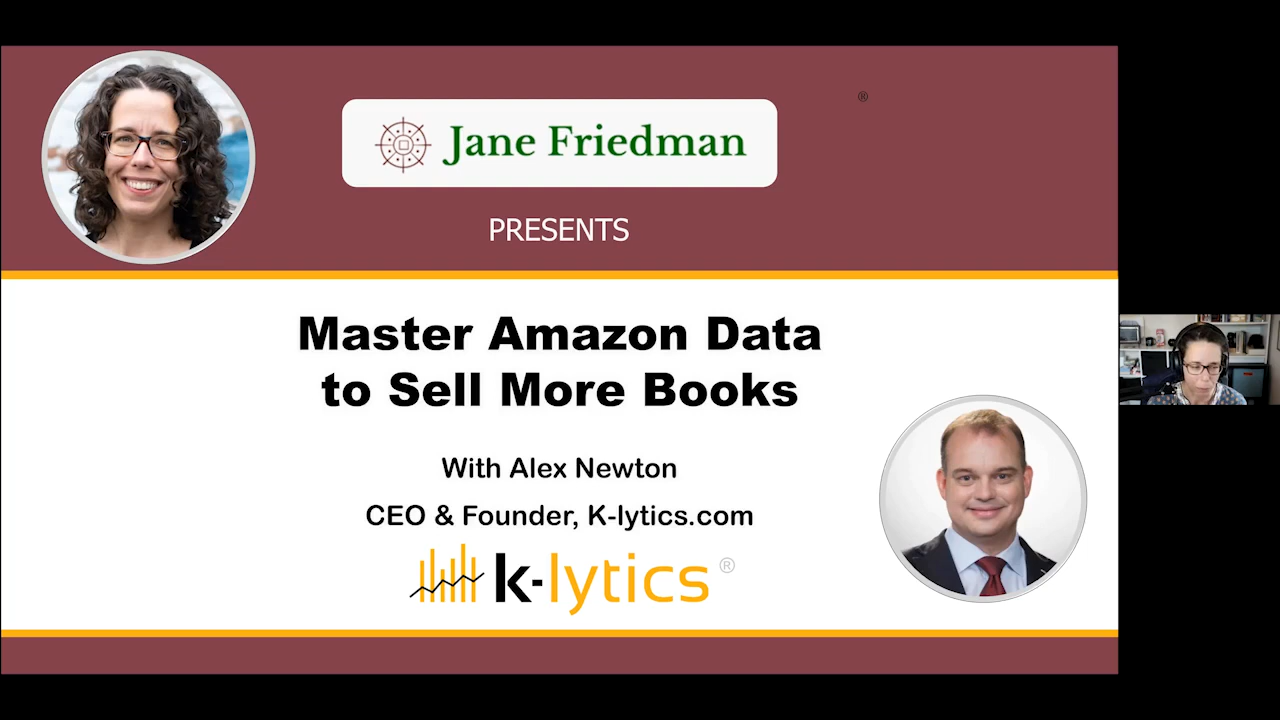 ®
Jane Friedman
PRESENTS
Master Amazon Data
to Sell More Books
With Alex Newton
CEO & Founder, K-lytics.com
k-lytics ®